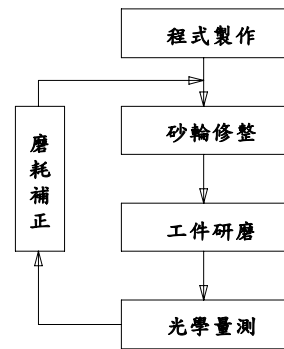 程式製作
砂輪修整
磨耗補正
工件研磨
光學量測